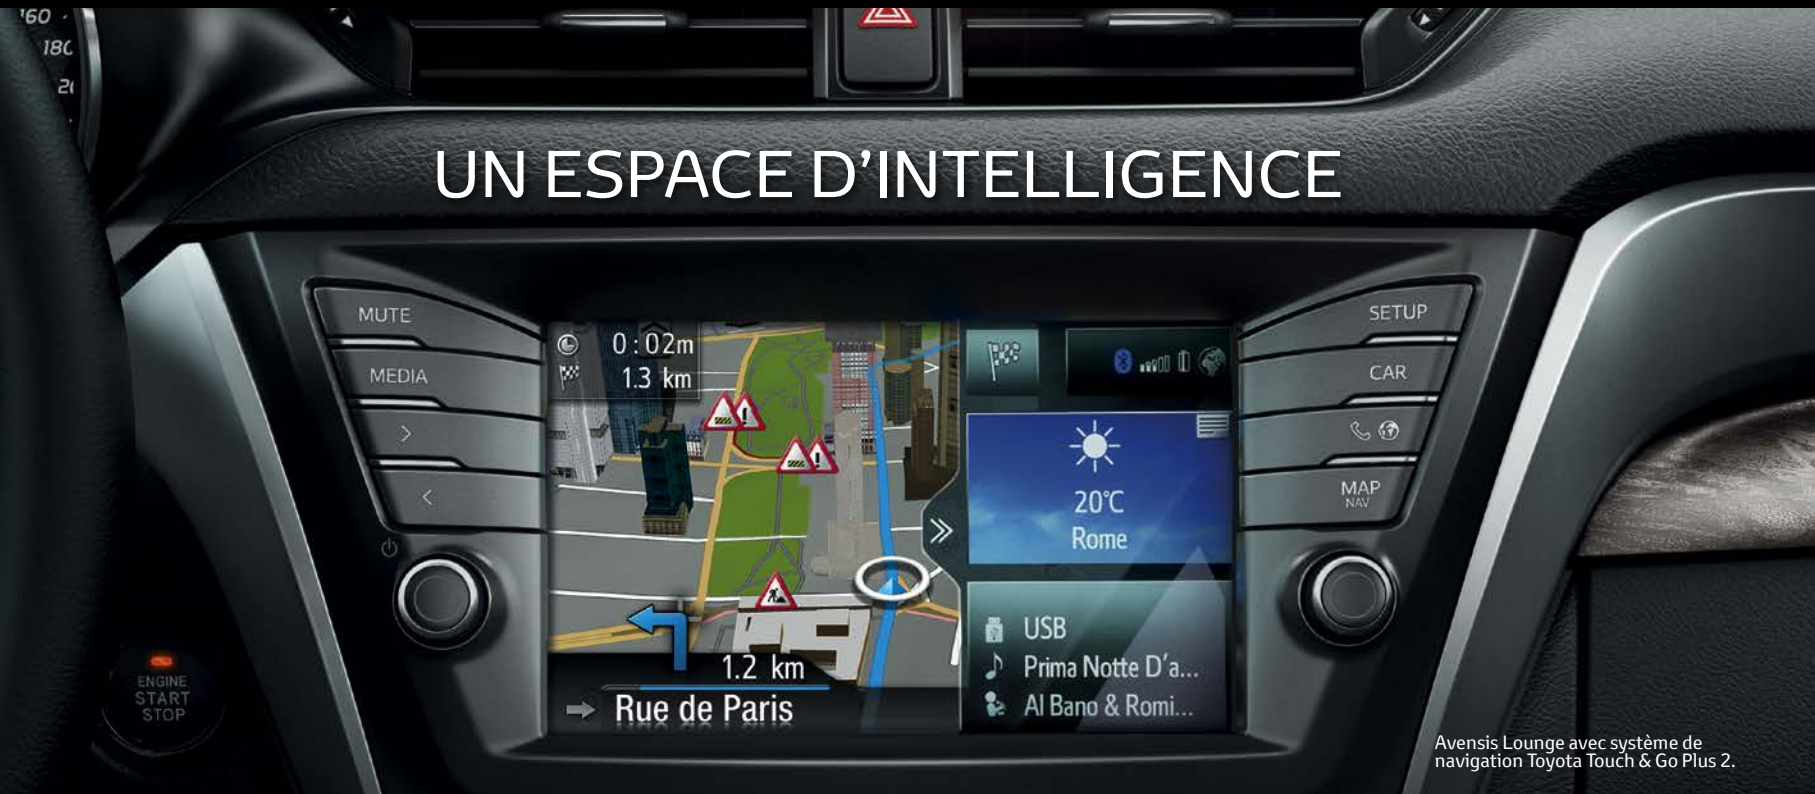 160
180
UN ESPACE D'INTELLIGENCE
MUTE
MEDIA
>
<
0:02m
1.3 km
1.2 km
Rue de Paris
20°C
Rome
USB
Prima Notte D'a...
Al Bano & Romi...
SETUP
CAR
MAP
NAV
ENGINE
START
STOP
Avensis Lounge avec système de
navigation Toyota Touch & Go Plus 2.